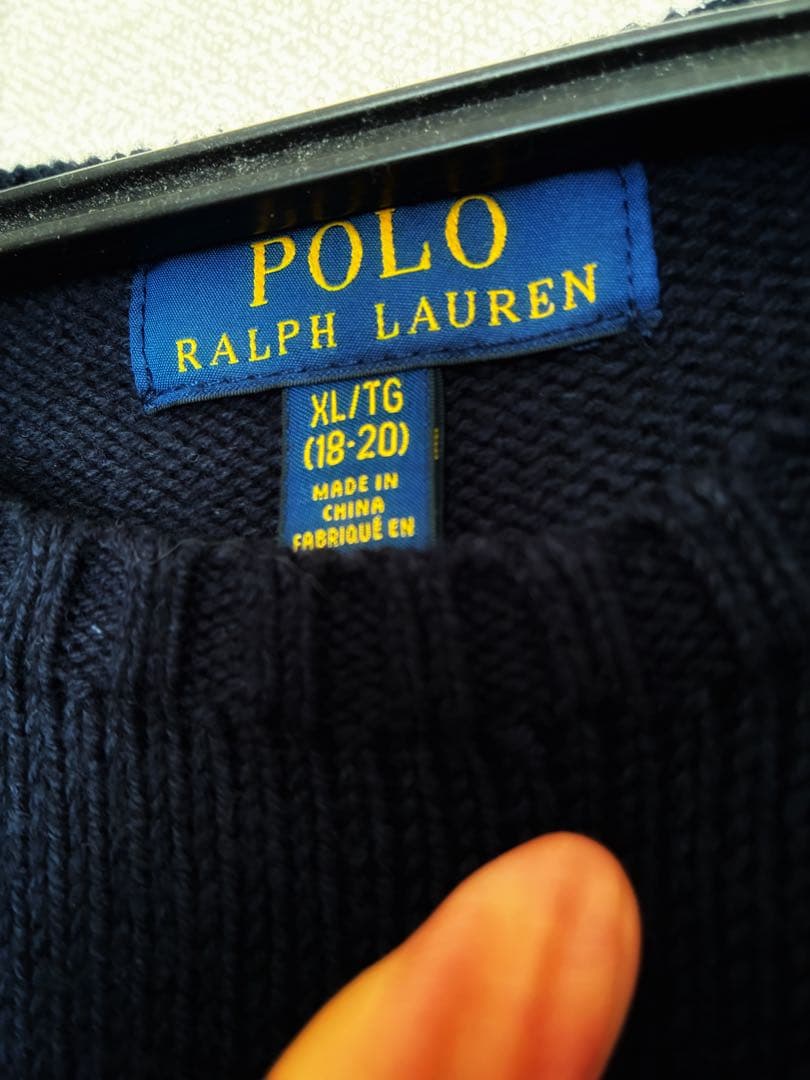 POLO
RALPH LAUREN
XL/TG
(18-20)
MADE IN
CHINA
FABRIQUÉ EN